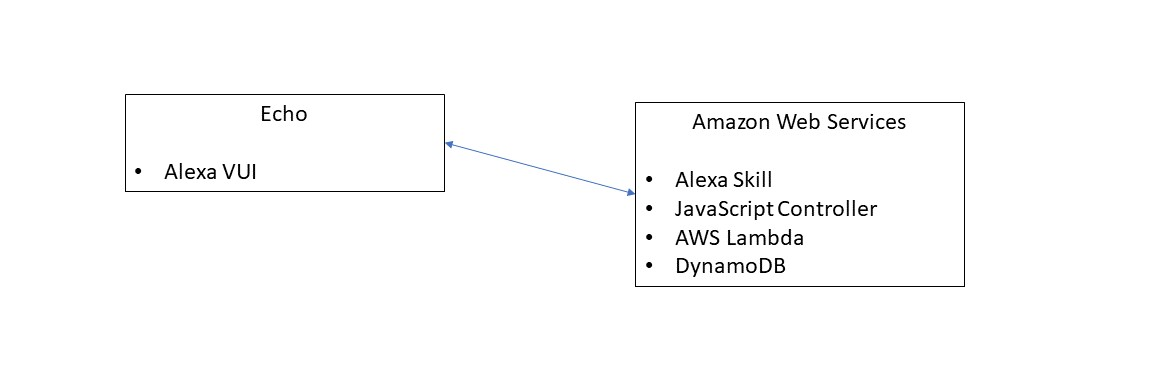 Echo
• Alexa VUI
Amazon Web Services
• Alexa Skill
• JavaScript Controller
• AWS Lambda
• DynamoDB